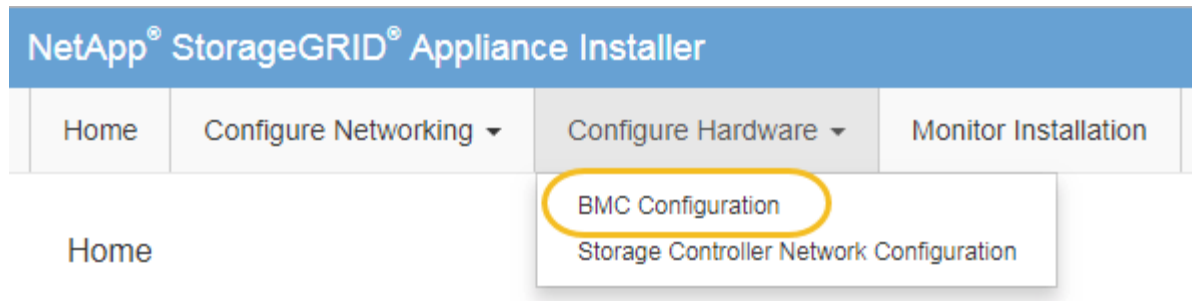 NetApp® StorageGRID® Appliance Installer
Home Configure Networking Configure Hardware Monitor Installation
BMC Configuration
Home
Storage Controller Network Configuration